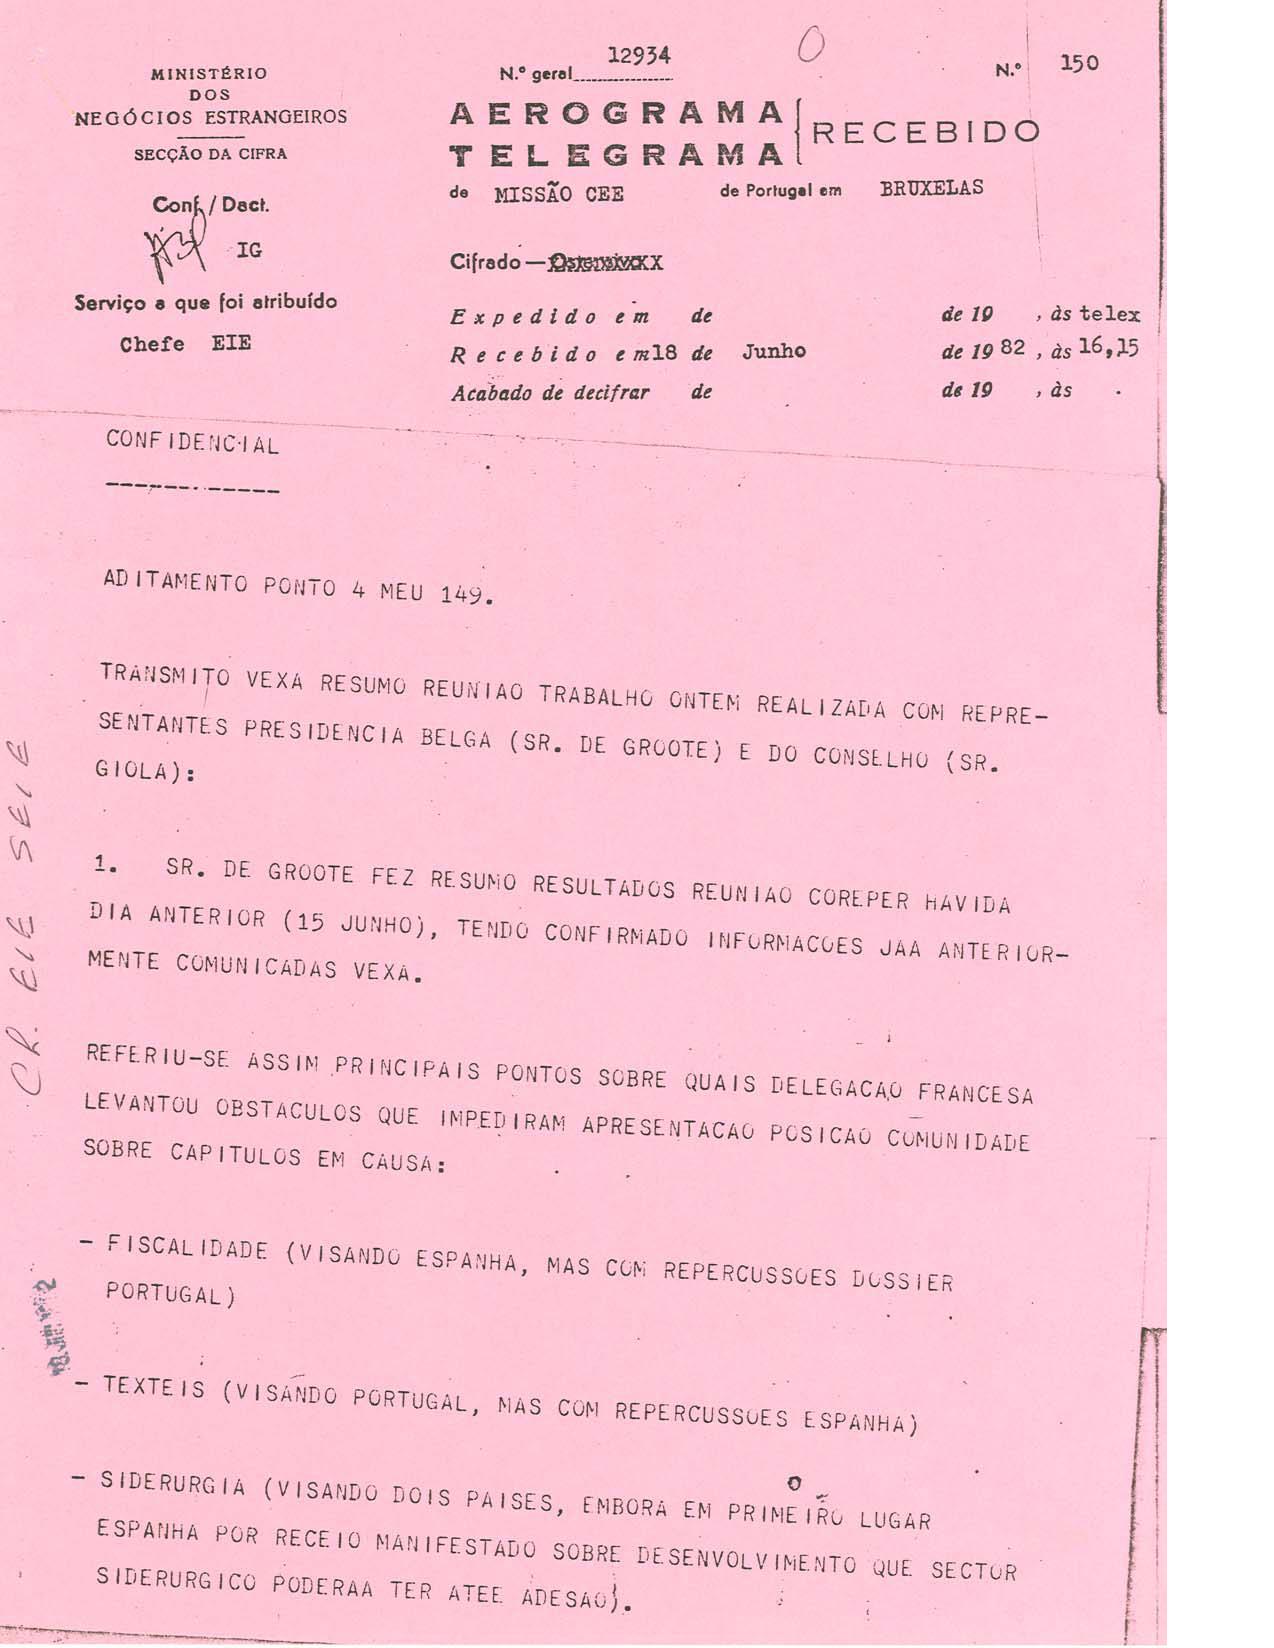 MINISTÉRIO
DOS
NEGÓCIOS ESTRANGEIROS
SECÇÃO DA CIFRA
Conf. / Dact.
IG
Serviço a que foi atribuído
Chefe EIE
N.º geral 12934
N.º 150
AEROGRAMA
TELEGRAMA
RECEBIDO
de MISSÃO CEE de Portugal em BRUXELAS
Cifrado —
Expedido em de de 19 , às telex
Recebido em 18 de Junho de 19 82 , às 16,15
Acabado de decifrar de de 19 , às .
CONFIDENCIAL
ADITAMENTO PONTO 4 MEU 149.
TRANSMITO VEXA RESUMO REUNIAO TRABALHO ONTEM REALIZADA COM REPRE-
SENTANTES PRESIDENCIA BELGA (SR. DE GROOTE) E DO CONSELHO (SR.
GIOLA):
1. SR. DE GROOTE FEZ RESUMO RESULTADOS REUNIAO COREPER HAVIDA
DIA ANTERIOR (15 JUNHO), TENDO CONFIRMADO INFORMACOES JAA ANTERIOR-
MENTE COMUNICADAS VEXA.
REFERIU-SE ASSIM PRINCIPAIS PONTOS SOBRE QUAIS DELEGACAO FRANCESA
LEVANTOU OBSTACULOS QUE IMPEDIRAM APRESENTACAO POSICAO COMUNIDADE
SOBRE CAPITULOS EM CAUSA:
- FISCALIDADE (VISANDO ESPANHA, MAS COM REPERCUSSOES DOSSIER
PORTUGAL)
- TEXTEIS (VISANDO PORTUGAL, MAS COM REPERCUSSOES ESPANHA)
- SIDERURGIA (VISANDO DOIS PAISES, EMBORA EM PRIMEIRO LUGAR
ESPANHA POR RECEIO MANIFESTADO SOBRE DESENVOLVIMENTO QUE SECTOR
SIDERURGICO PODERAA TER ATEE ADESAO).
CR. EIE SEIE